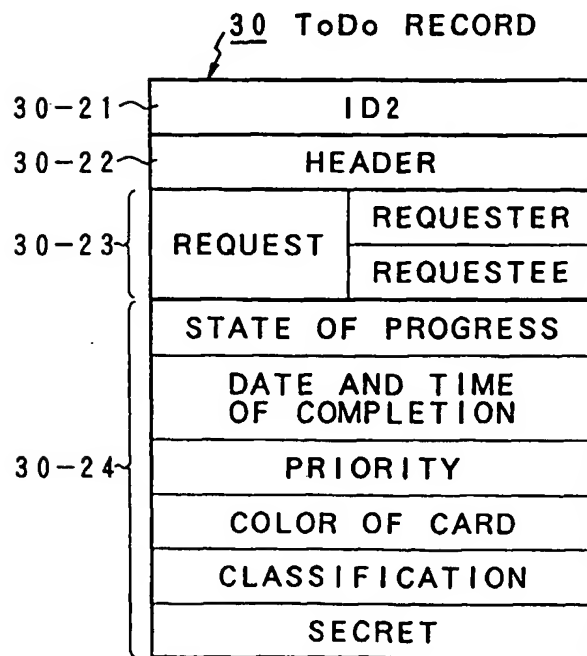 30 ToDo RECORD
30-21
ID2
30-22
HEADER
30-23
REQUEST
REQUESTER
REQUESTEE
30-24
STATE OF PROGRESS
DATE AND TIME
OF COMPLETION
PRIORITY
COLOR OF CARD
CLASSIFICATION
SECRET